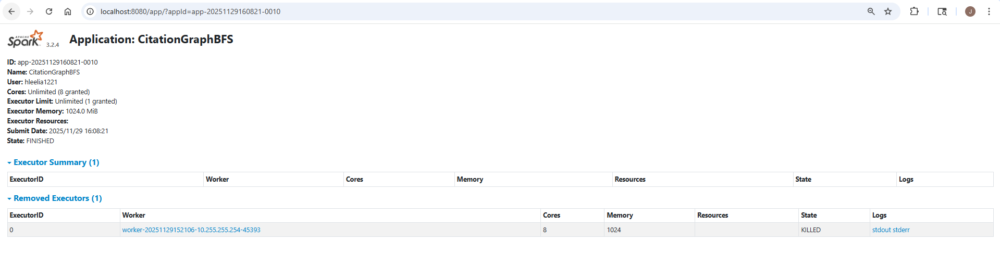 localhost:8080/app/?appId=app-20251129160821-0010
J
APACHE
Spark 3.2.4 Application: CitationGraphBFS
ID: app-20251129160821-0010
Name: CitationGraphBFS
User: hleelia1221
Cores: Unlimited (8 granted)
Executor Limit: Unlimited (1 granted)
Executor Memory: 1024.0 MiB
Executor Resources:
Submit Date: 2025/11/29 16:08:21
State: FINISHED
Executor Summary (1)
ExecutorID Worker Cores Memory Resources State Logs
Removed Executors (1)
ExecutorID Worker Cores Memory Resources State Logs
0 worker-20251129152106-10.255.255.254-45393 8 1024 KILLED stdout stderr